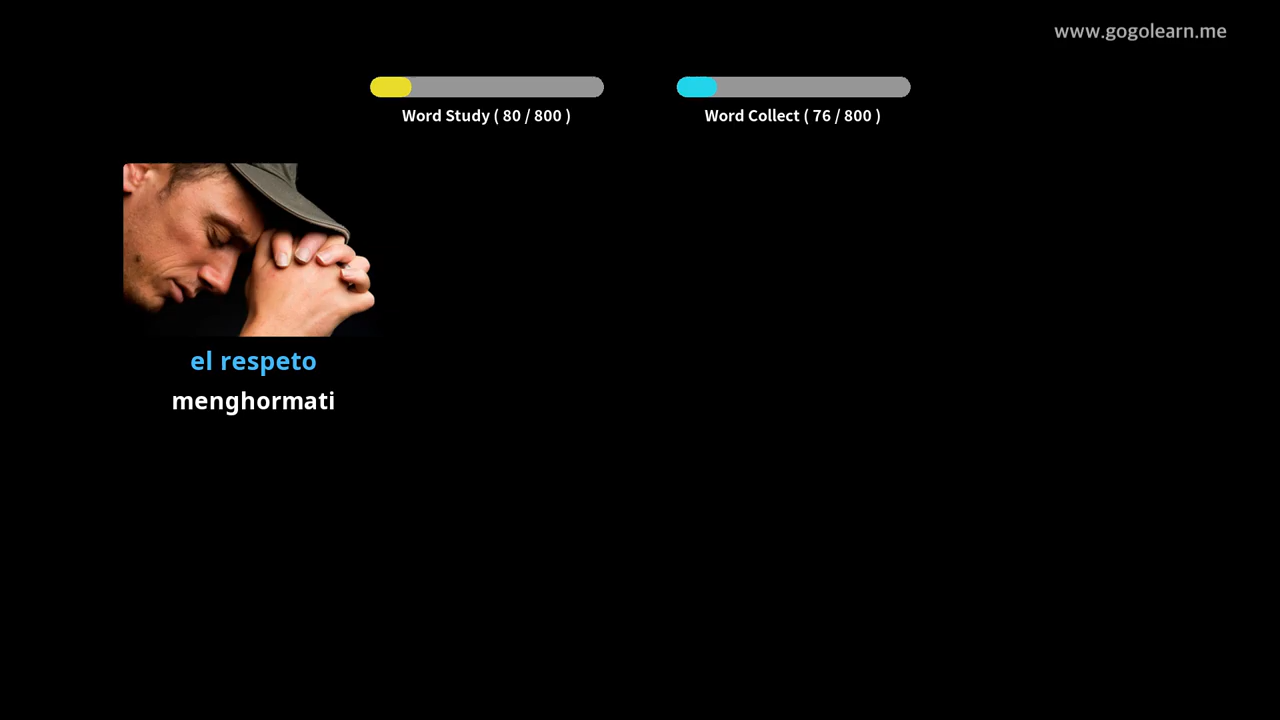 www.gogolearn.me
Word Study ( 80 / 800 )
Word Collect ( 76 / 800 )
el respeto
menghormati